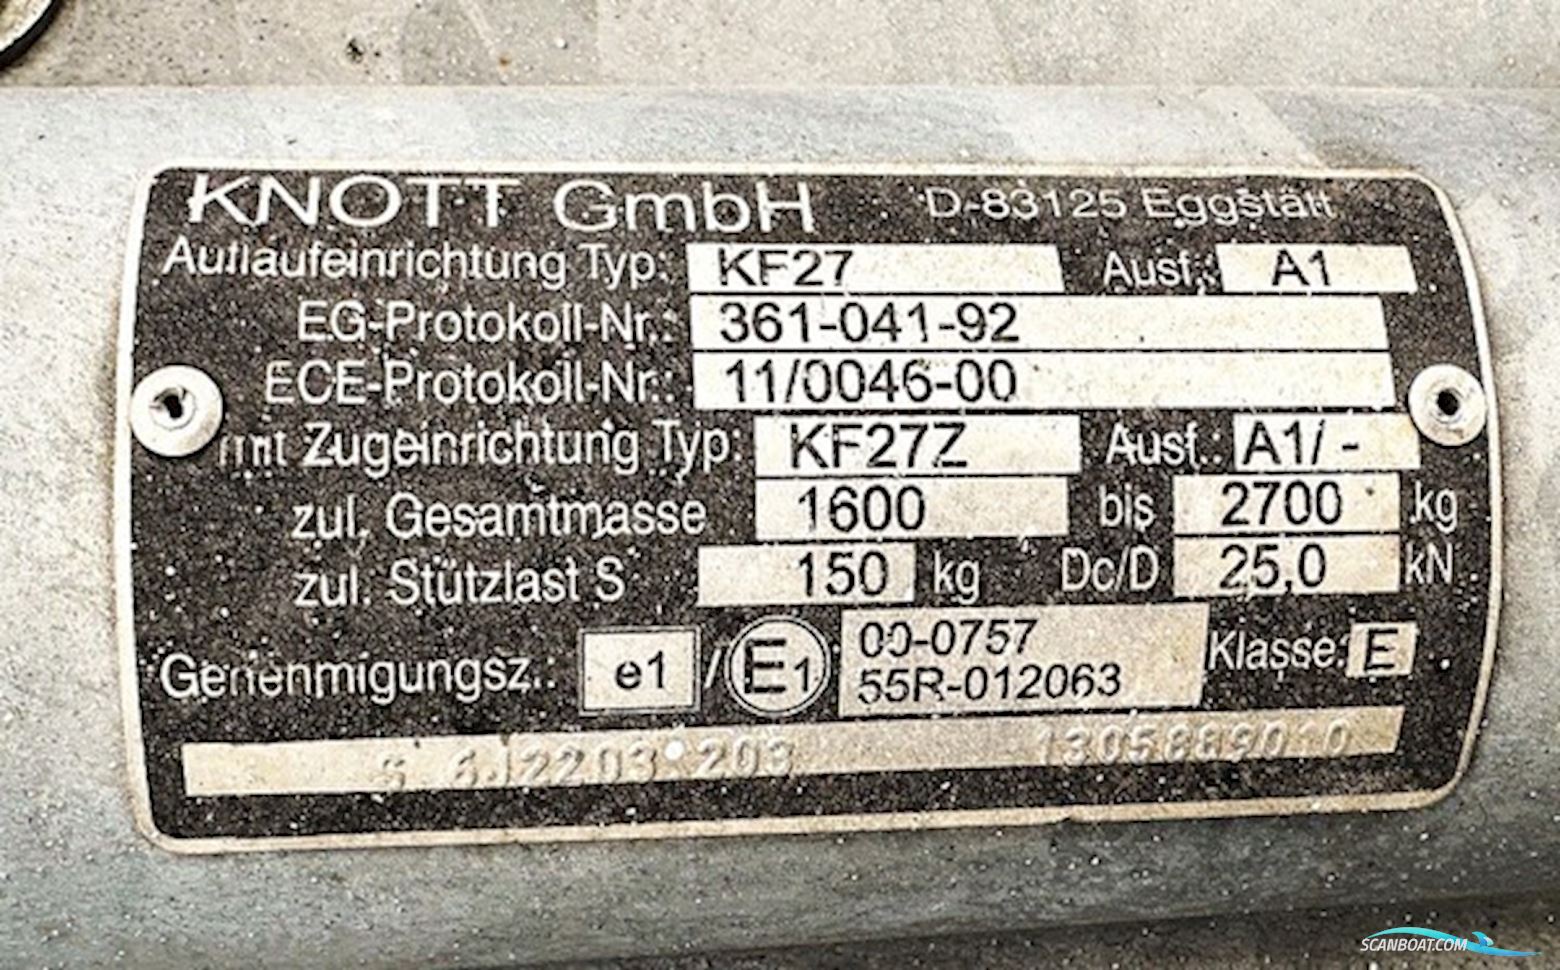 KNOTT GmbH D-83125 Eggstätt
Auflaufeinrichtung Typ: KF27 Ausf.: A1
EG-Protokoll-Nr.: 361-041-92
ECE-Protokoll-Nr.: 11/0046-00
mit Zugeinrichtung Typ: KF27Z Ausf.: A1/ -
zul. Gesamtmasse 1600 bis 2700 kg
zul. Stützlast S 150 kg Dc/D 25,0 kN
Genehmigungsz.: e1 / E1 00-0757 Klasse: E
55R-012063
203 1305889010
SCANBOAT.COM